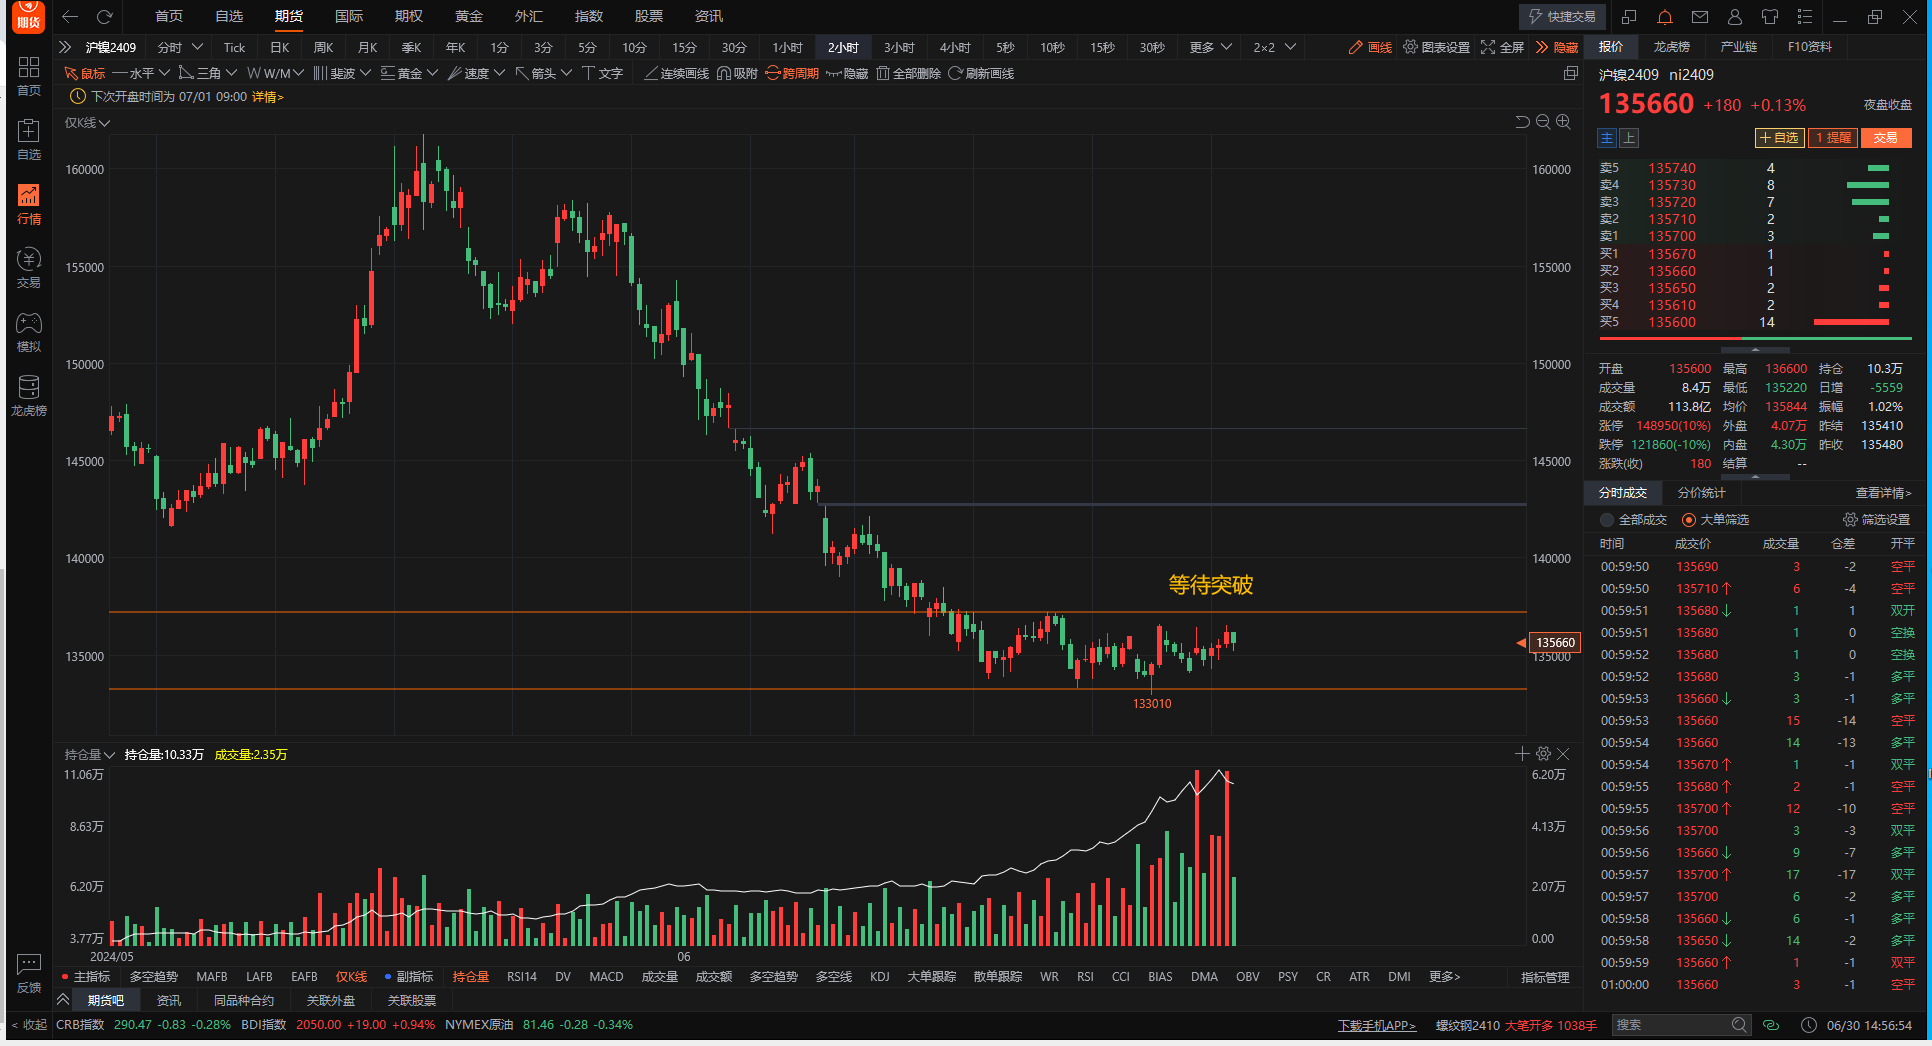 期货 首页 自选 期货 国际 期权 黄金 外汇 指数 股票 资讯 快捷交易
沪镍2409 分时 Tick 日K 周K 月K 季K 年K 1分 3分 5分 10分 15分 30分 1小时 2小时 3小时 4小时 5秒 10秒 15秒 30秒 更多 2×2 画线 图表设置 全屏 隐藏
鼠标 水平 三角 W/M 斐波 黄金 速度 箭头 文字 连续画线 吸附 跨周期 隐藏 全部删除 刷新画线
下次开盘时间为 07/01 09:00 详情>
仅K线
首页
自选
行情
交易
模拟
龙虎榜
反馈
160000 160000
155000 155000
150000 150000
145000 145000
140000 140000
等待突破
135660
135000 135000
133010
持仓量 持仓量:10.33万 成交量:2.35万
11.06万 6.20万
8.63万 4.13万
6.20万 2.07万
3.77万 0.00
2024/05 06
主指标 多空趋势 MAFB LAFB EAFB 仅K线 副指标 持仓量 RSI14 DV MACD 成交量 成交额 多空趋势 多空线 KDJ 大单跟踪 散单跟踪 WR RSI CCI BIAS DMA OBV PSY CR ATR DMI 更多> 指标管理
期货吧 资讯 同品种合约 关联外盘 关联股票
报价 龙虎榜 产业链 F10资料
沪镍2409 ni2409
135660 +180 +0.13% 夜盘收盘
主 上 +自选 1 提醒 交易
卖5 135740 4
卖4 135730 8
卖3 135720 7
卖2 135710 2
卖1 135700 3
买1 135670 1
买2 135660 1
买3 135650 2
买4 135610 2
买5 135600 14
开盘 135600 最高 136600 持仓 10.3万
成交量 8.4万 最低 135220 日增 -5559
成交额 113.8亿 均价 135844 振幅 1.02%
涨停 148950(10%) 外盘 4.07万 昨结 135410
跌停 121860(-10%) 内盘 4.30万 昨收 135480
涨跌(收) 180 结算 --
分时成交 分价统计 查看详情>
全部成交 大单筛选 筛选设置
时间 成交价 成交量 仓差 开平
00:59:50 135690 3 -2 空平
00:59:50 135710↑ 6 -4 空平
00:59:51 135680↓ 1 1 双开
00:59:51 135680 1 0 空换
00:59:52 135680 1 0 空换
00:59:52 135680 3 -1 多平
00:59:53 135660↓ 3 -1 多平
00:59:53 135660 15 -14 空平
00:59:54 135660 14 -13 多平
00:59:54 135670↑ 1 -1 双平
00:59:55 135680↑ 2 -1 空平
00:59:55 135700↑ 12 -10 空平
00:59:56 135700 3 -3 双平
00:59:56 135660↓ 9 -7 多平
00:59:57 135700↑ 17 -17 双平
00:59:57 135700 6 -2 多平
00:59:58 135660↓ 6 -1 多平
00:59:58 135650↓ 14 -2 多平
00:59:59 135660↑ 1 -1 双平
01:00:00 135660 3 -1 空平
< 收起 CRB指数 290.47 -0.83 -0.28% BDI指数 2050.00 +19.00 +0.94% NYMEX原油 81.46 -0.28 -0.34% 下载手机APP> 螺纹钢2410 大笔开多 1038手 搜索 06/30 14:56:54